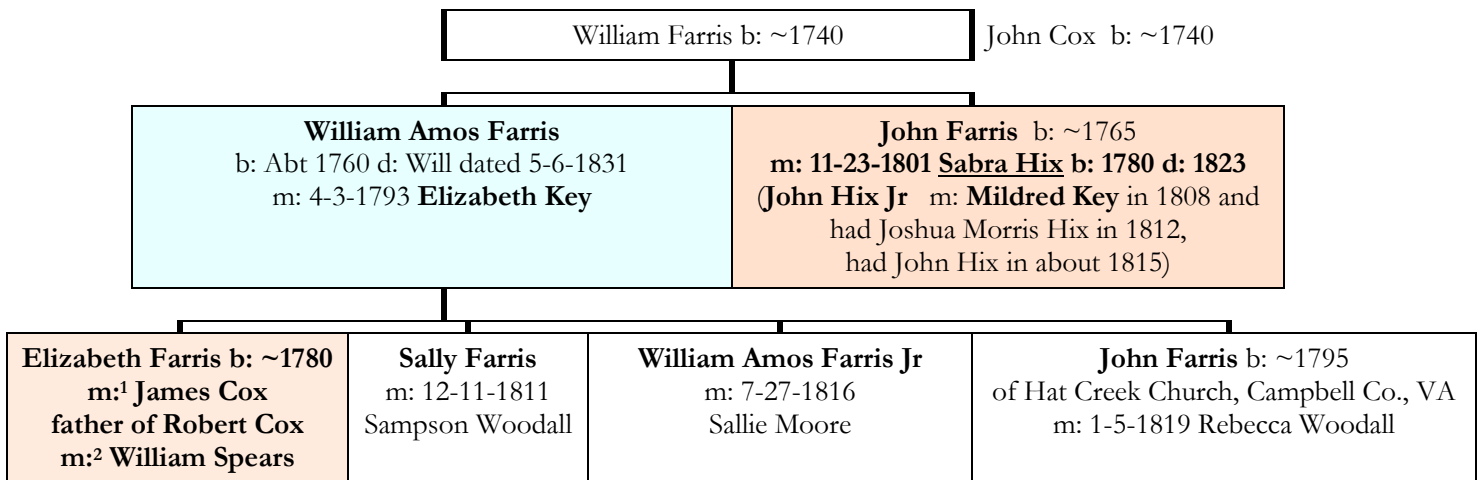 William Farris b: ~1740
John Cox b: ~1740
William Amos Farris
b: Abt 1760 d: Will dated 5-6-1831
m: 4-3-1793 Elizabeth Key
John Farris b: ~1765
m: 11-23-1801 Sabra Hix b: 1780 d: 1823
(John Hix Jr m: Mildred Key in 1808 and
had Joshua Morris Hix in 1812,
had John Hix in about 1815)
Elizabeth Farris b: ~1780
m:¹ James Cox
father of Robert Cox
m:² William Spears
Sally Farris
m: 12-11-1811
Sampson Woodall
William Amos Farris Jr
m: 7-27-1816
Sallie Moore
John Farris b: ~1795
of Hat Creek Church, Campbell Co., VA
m: 1-5-1819 Rebecca Woodall